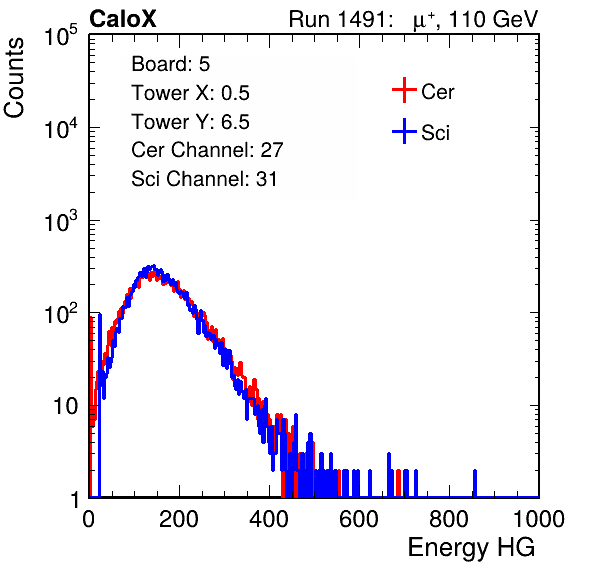 CaloX Run 1491: μ⁺, 110 GeV
Counts
10⁵
10⁴
10³
10²
10
1
Board: 5
Tower X: 0.5
Tower Y: 6.5
Cer Channel: 27
Sci Channel: 31
Cer
Sci
0 200 400 600 800 1000
Energy HG